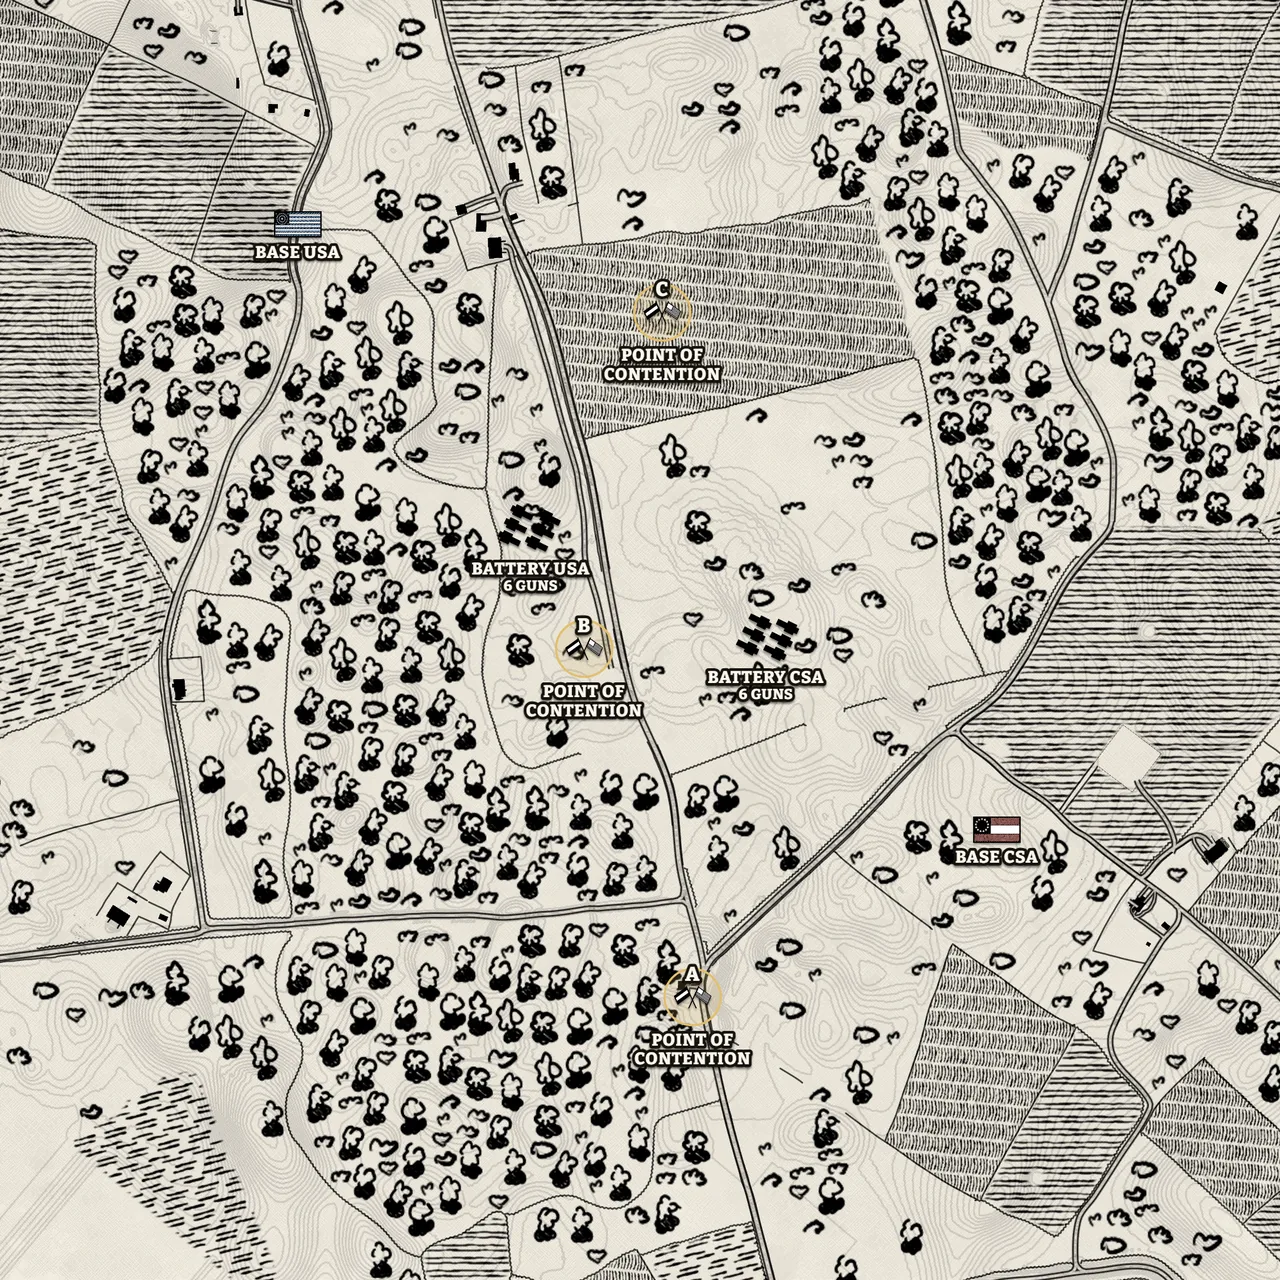 BASE USA
C
POINT OF
CONTENTION
BATTERY USA
6 GUNS
B
POINT OF
CONTENTION
BATTERY CSA
6 GUNS
BASE CSA
A
POINT OF
CONTENTION